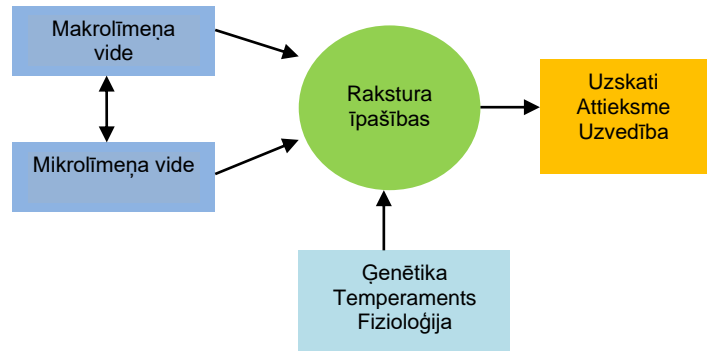 Makrolīmeņa
vide
Mikrolīmeņa vide
Rakstura
īpašības
Uzskati
Attieksme
Uzvedība
Ģenētika
Temperaments
Fizioloģija